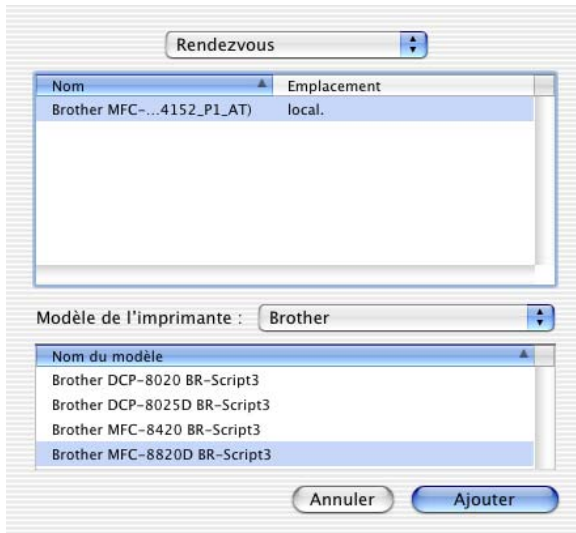 Rendezvous
Nom Emplacement
Brother MFC-...4152_P1_AT) local.
Modèle de l'imprimante : Brother
Nom du modèle
Brother DCP-8020 BR-Script3
Brother DCP-8025D BR-Script3
Brother MFC-8420 BR-Script3
Brother MFC-8820D BR-Script3
Annuler Ajouter